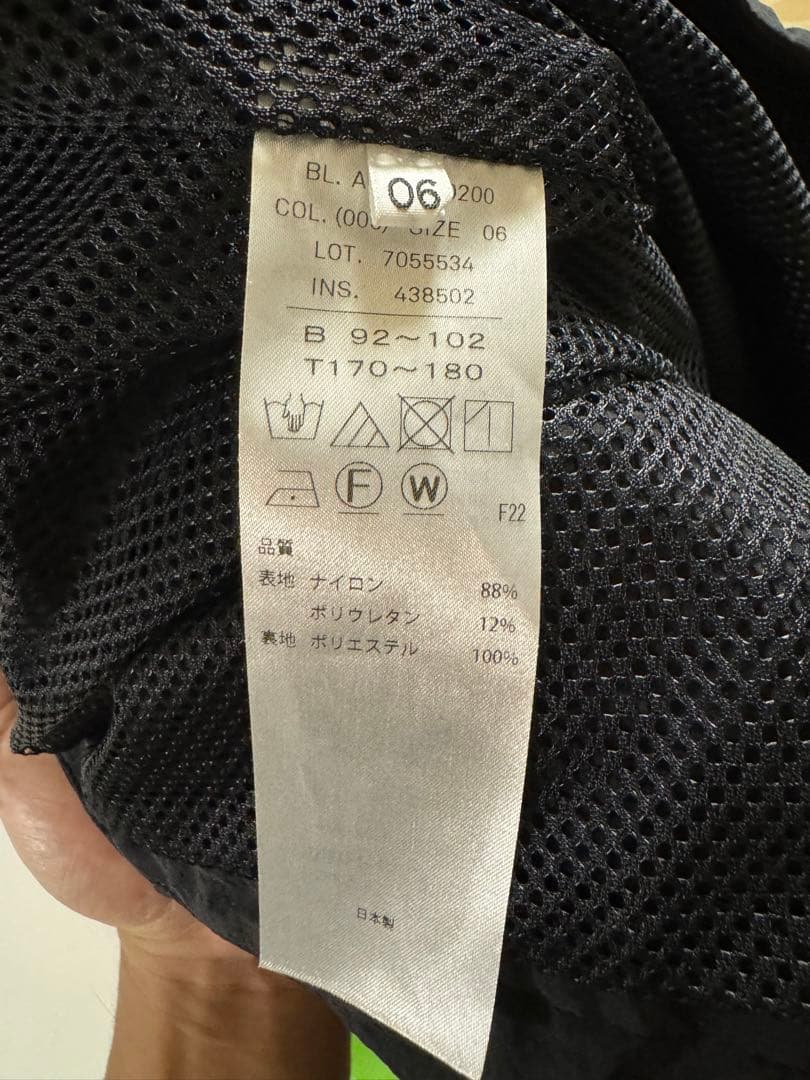 06
BL. A 0200
COL. (000) SIZE 06
LOT. 7055534
INS. 438502
B 92〜102
T170〜180
F W
F22
品質
表地 ナイロン 88%
ポリウレタン 12%
裏地 ポリエステル 100%
日本製